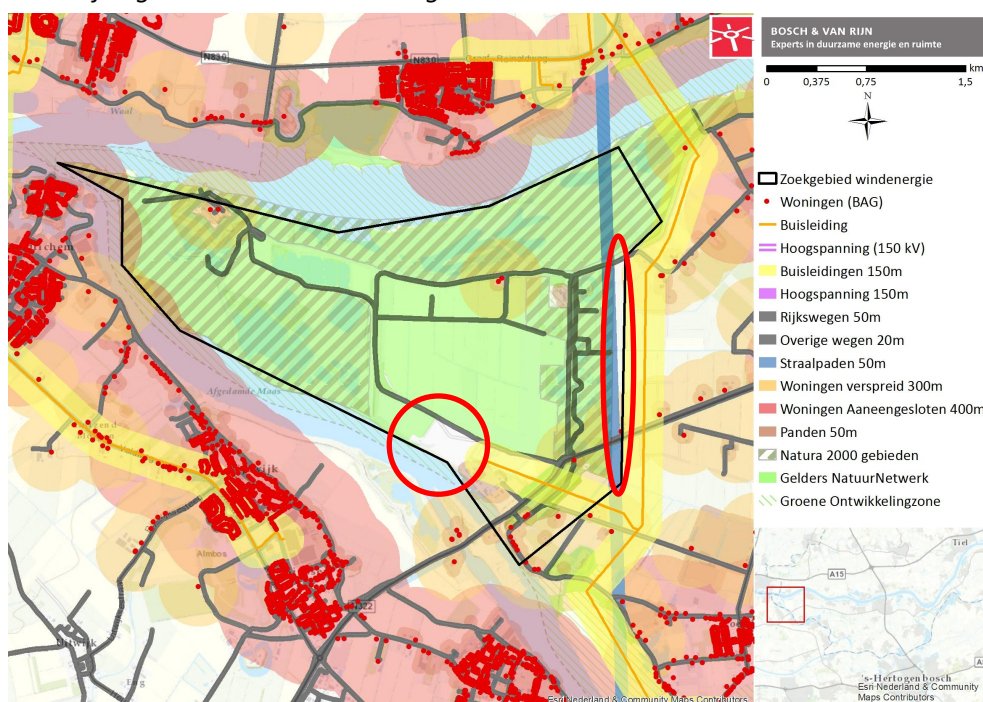 BOSCH & VAN RIJN
Experts in duurzame energie en ruimte
km
0 0,375 0,75 1,5
N
Zoekgebied windenergie
Woningen (BAG)
Buisleiding
Hoogspanning (150 kV)
Buisleidingen 150m
Hoogspanning 150m
Rijkswegen 50m
Overige wegen 20m
Straalpaden 50m
Woningen verspreid 300m
Woningen Aaneengesloten 400m
Panden 50m
Natura 2000 gebieden
Gelders NatuurNetwerk
Groene Ontwikkelingzone
N830
N830
Waal
Afgedamde Maas
Almkos
N322
Uitwijk
Esri Nederland & Community Maps Contributors
Tiel
A15
's-Hertogenbosch
Esri Nederland & Community
Maps Contributors